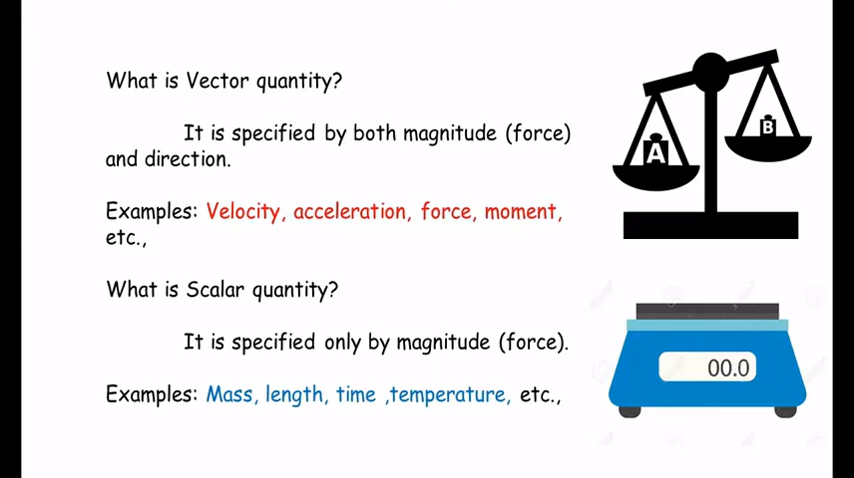 What is Vector quantity?
It is specified by both magnitude (force)
and direction.
Examples: Velocity, acceleration, force, moment,
etc.,
What is Scalar quantity?
It is specified only by magnitude (force).
Examples: Mass, length, time ,temperature, etc.,
A
B
00.0